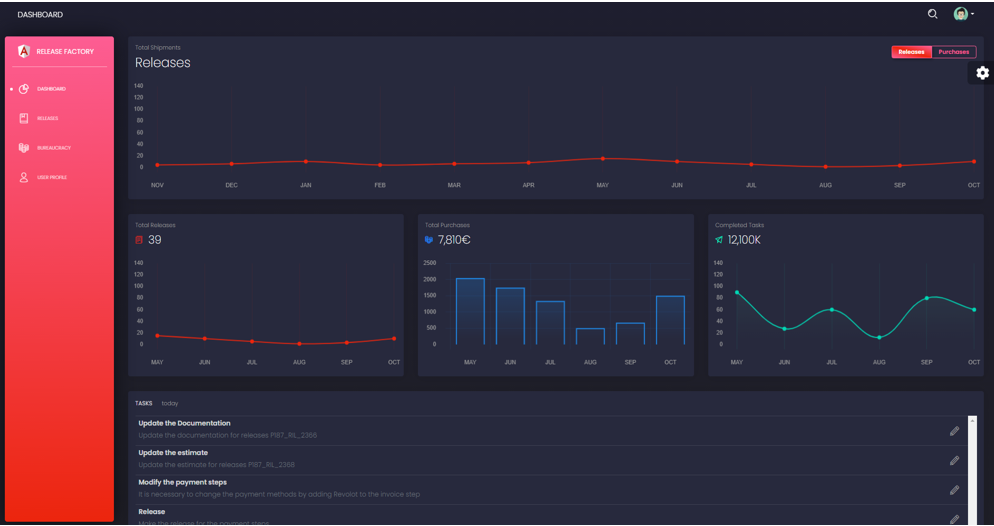 DASHBOARD
RELEASE FACTORY
DASHBOARD
RELEASES
BUREAUCRACY
USER PROFILE
Total Shipments
Releases
Releases Purchases
140
120
100
80
60
40
20
0
NOV DEC JAN FEB MAR APR MAY JUN JUL AUG SEP OCT
Total Releases
39
140
120
100
80
60
40
20
0
MAY JUN JUL AUG SEP OCT
Total Purchases
7,810€
2500
2000
1500
1000
500
0
MAY JUN JUL AUG SEP OCT
Completed Tasks
12,100K
140
120
100
80
60
40
20
0
MAY JUN JUL AUG SEP OCT
TASKS today
Update the Documentation
Update the documentation for releases P187_RIL_2366
Update the estimate
Update the estimate for releases P187_RIL_2368
Modify the payment steps
It is necessary to change the payment methods by adding Revolot to the invoice step
Release
Make the release for the payment steps